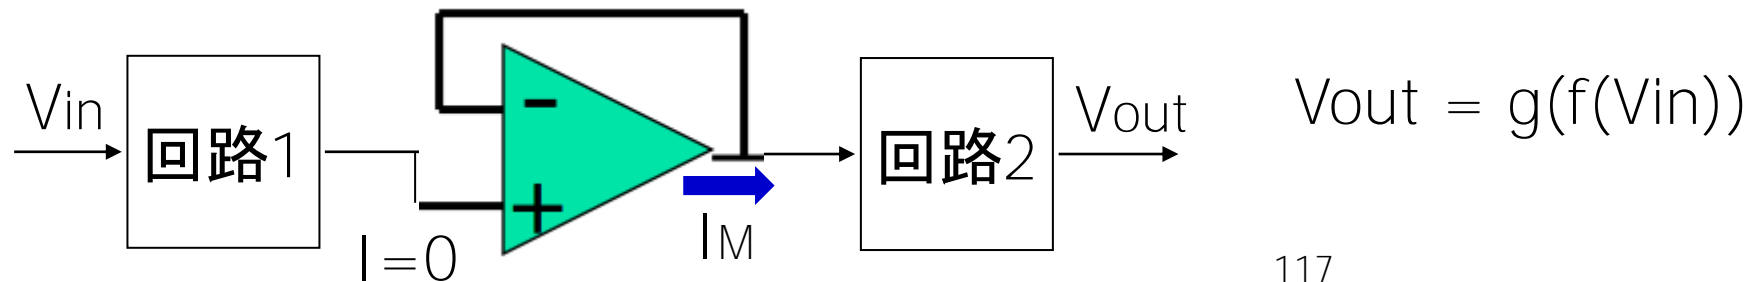 Vin
回路1
-
+
I=0
IM
回路2
Vout
Vout = g(f(Vin))
117